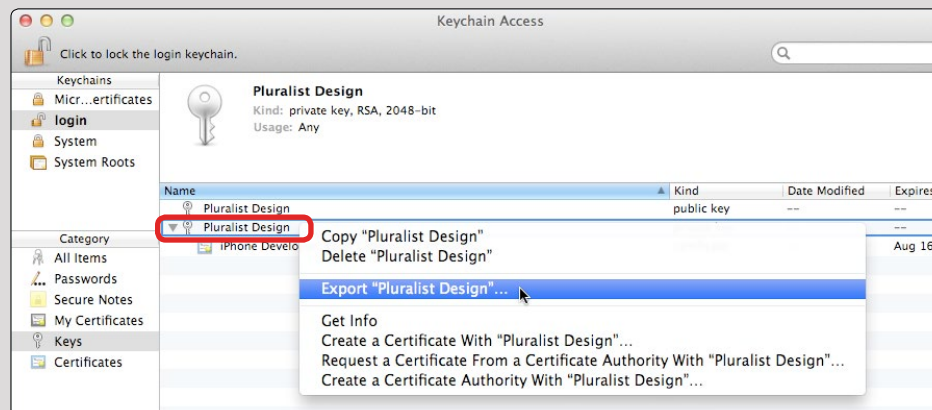 Keychain Access
Click to lock the login keychain.
Keychains
Micr...ertificates
login
System
System Roots
Pluralist Design
Kind: private key, RSA, 2048-bit
Usage: Any
Name Kind Date Modified Expires
Pluralist Design public key -- --
Pluralist Design --
iPhone Develo Aug 16
Copy “Pluralist Design”
Delete “Pluralist Design”
Export “Pluralist Design”...
Get Info
Create a Certificate With “Pluralist Design”...
Request a Certificate From a Certificate Authority With “Pluralist Design”...
Create a Certificate Authority With “Pluralist Design”...
Category
All Items
Passwords
Secure Notes
My Certificates
Keys
Certificates